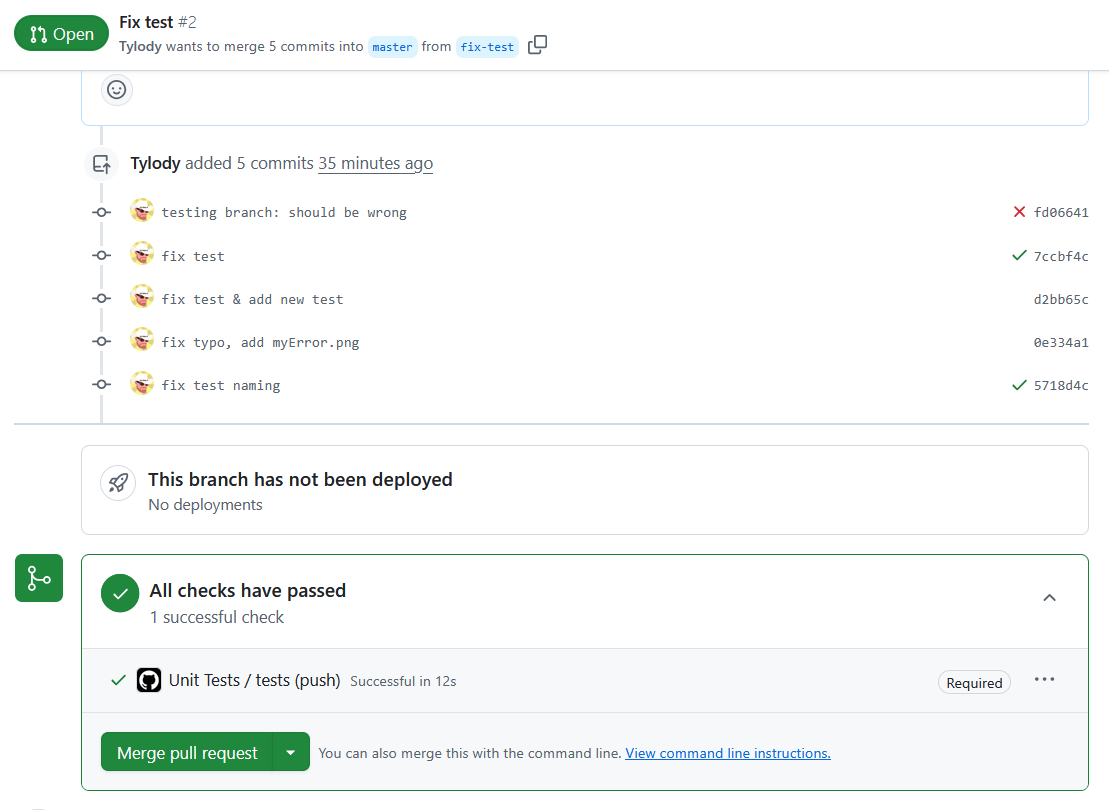 Open
Fix test #2
Tylody wants to merge 5 commits into master from fix-test
Tylody added 5 commits 35 minutes ago
testing branch: should be wrong fd06641
fix test 7ccbf4c
fix test & add new test d2bb65c
fix typo, add myError.png 0e334a1
fix test naming 5718d4c
This branch has not been deployed
No deployments
All checks have passed
1 successful check
Unit Tests / tests (push) Successful in 12s Required
Merge pull request You can also merge this with the command line. View command line instructions.